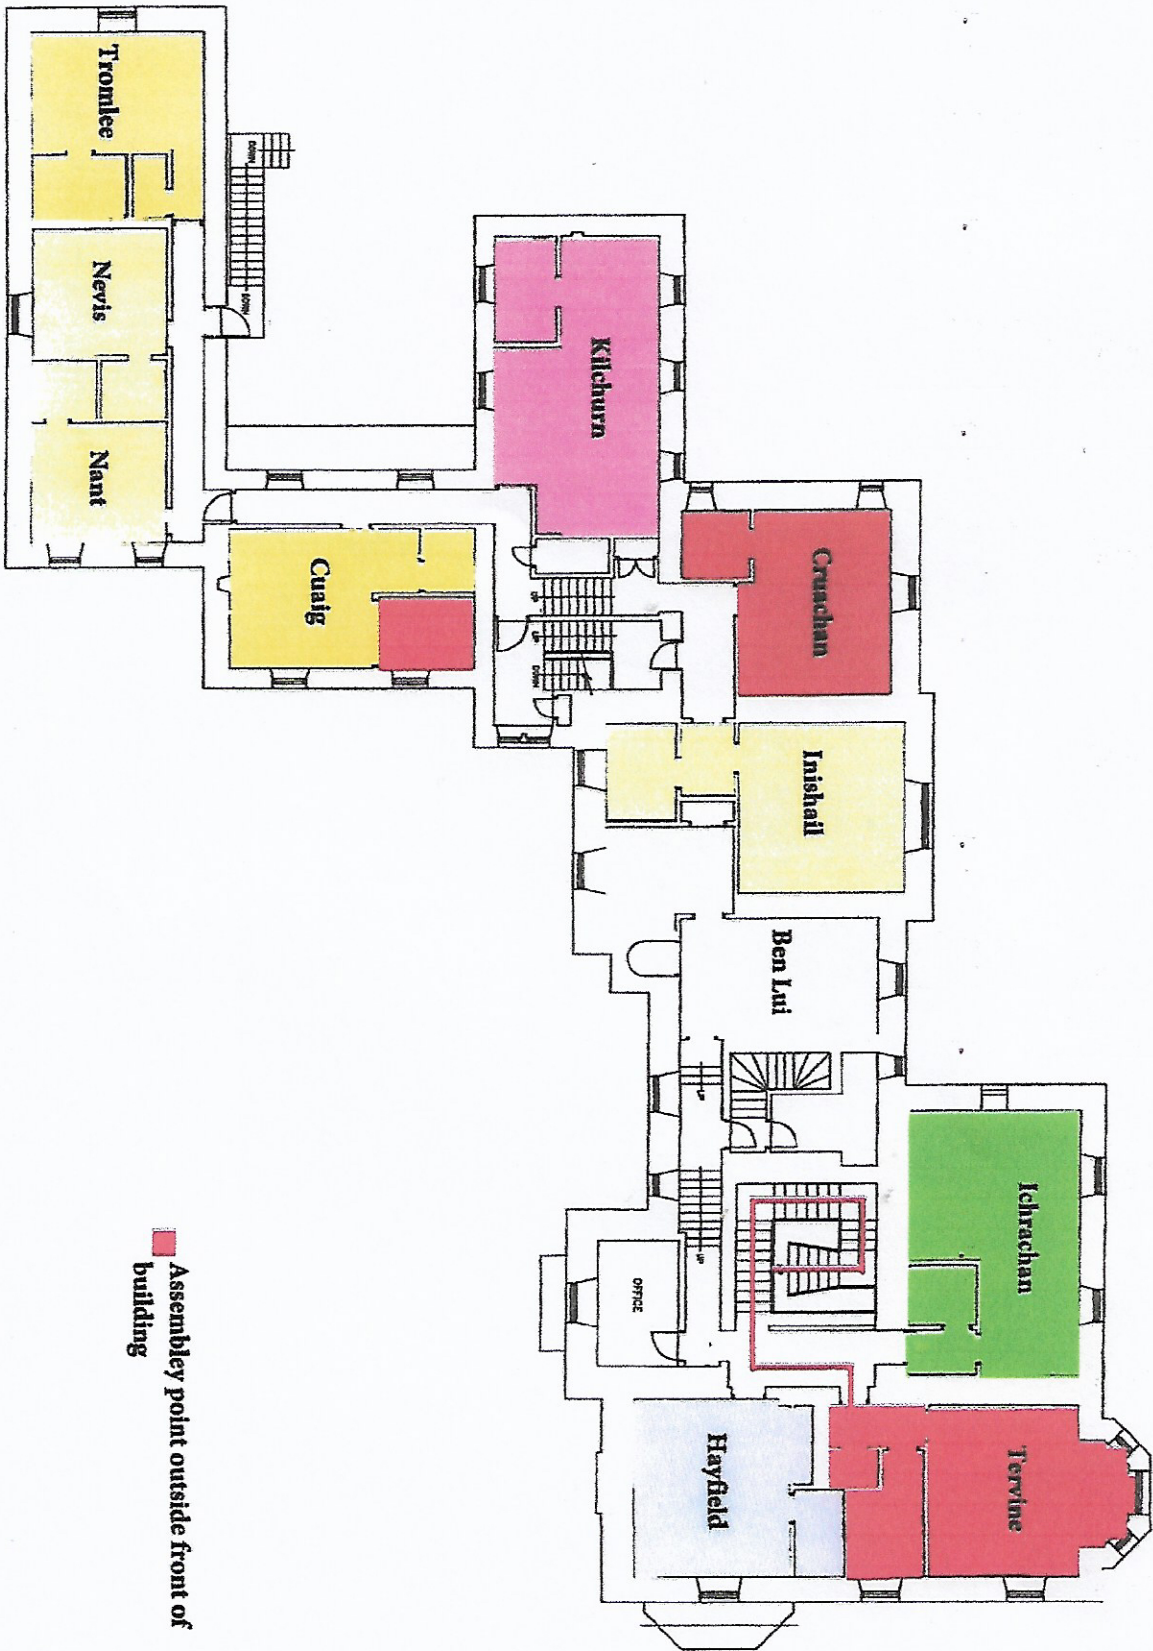 Tromlee
DOWN
DOWN
Nevis
Nant
Kilchurn
Cuaig
UP
UP
DOWN
Cruachan
Inishail
Ben Lui
UP
UP
OFFICE
Ichrachan
Hayfield
Tervine
Assembley point outside front of
building